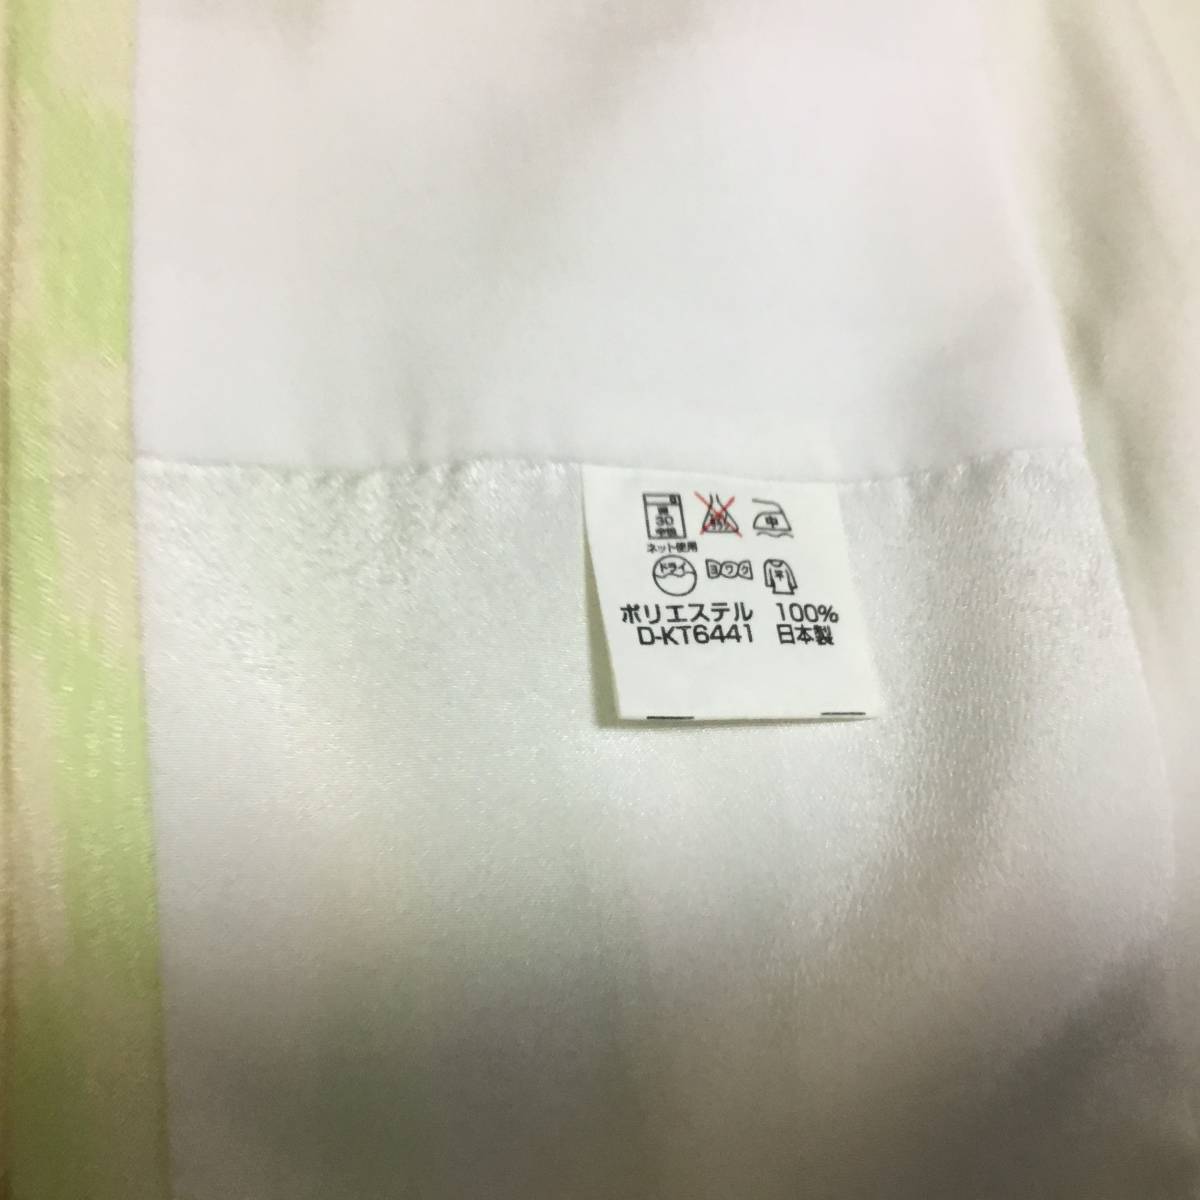 30 中
ネット使用
ドライ ヨワク 平
ポリエステル 100%
D-KT6441 日本製